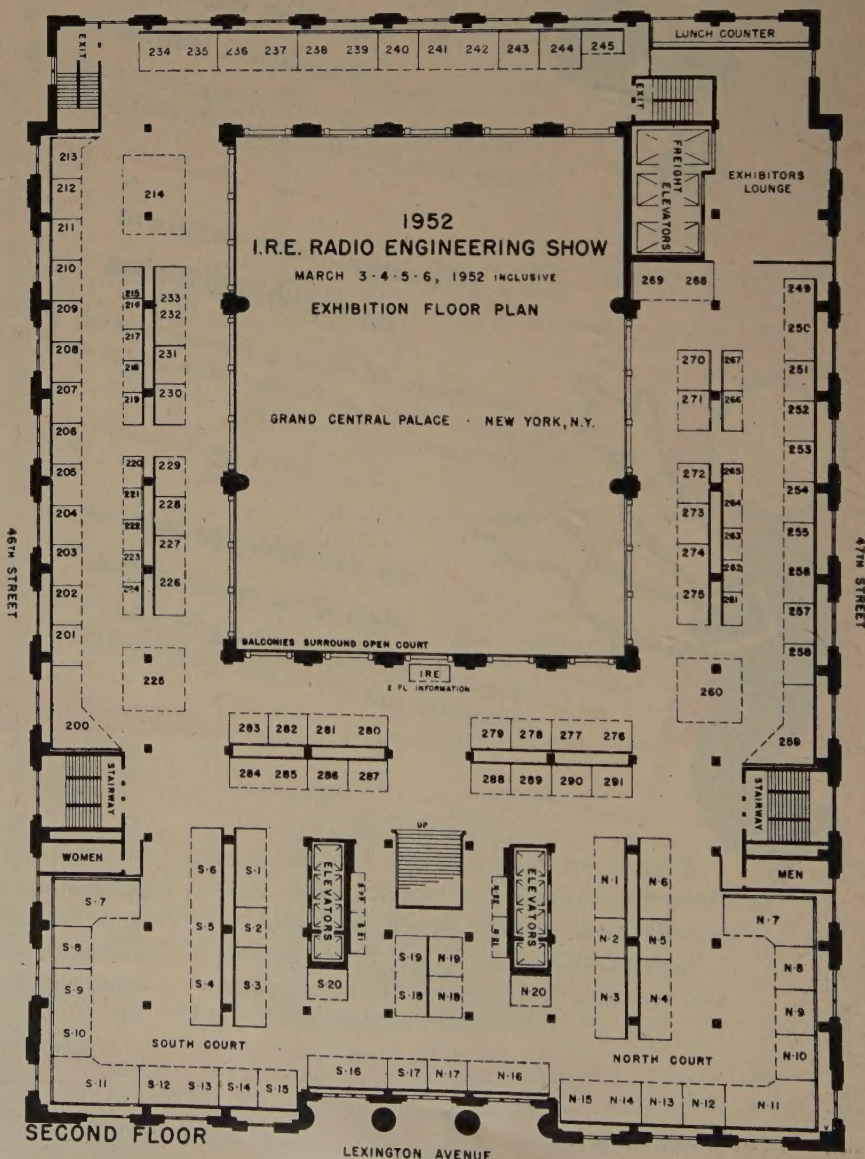 EXIT
234 235 236 237 238 239 240 241 242 243 244 245
LUNCH COUNTER
EXIT
FREIGHT ELEVATORS
EXHIBITORS
LOUNGE
1952
I.R.E. RADIO ENGINEERING SHOW
MARCH 3-4-5-6, 1952 INCLUSIVE
EXHIBITION FLOOR PLAN
GRAND CENTRAL PALACE - NEW YORK, N.Y.
BALCONIES SURROUND OPEN COURT
IRE
2 FL INFORMATION
213
212
211
210
209
208
207
206
205
204
203
202
201
200
46TH STREET
214
215
216
217
218
219
233
232
231
230
220
221
222
223
224
229
228
227
226
225
269 268
270
271
267
266
272
273
274
275
265
264
263
262
261
260
249
250
251
252
253
254
255
256
257
258
259
47TH STREET
283 282 281 280
284 285 286 287
279 278 277 276
288 289 290 291
STAIRWAY
WOMEN
STAIRWAY
MEN
UP
ELEVATORS
ELEVATORS
S-6
S-5
S-4
S-1
S-2
S-3
S-7
S-8
S-9
S-10
S-11 S-12 S-13 S-14 S-15
S-20
S-19 N-19
S-18 N-18
N-20
S-16 S-17 N-17 N-16
N-1
N-2
N-3
N-6
N-5
N-4
N-7
N-8
N-9
N-10
N-15 N-14 N-13 N-12 N-11
SOUTH COURT
NORTH COURT
SECOND FLOOR
LEXINGTON AVENUE